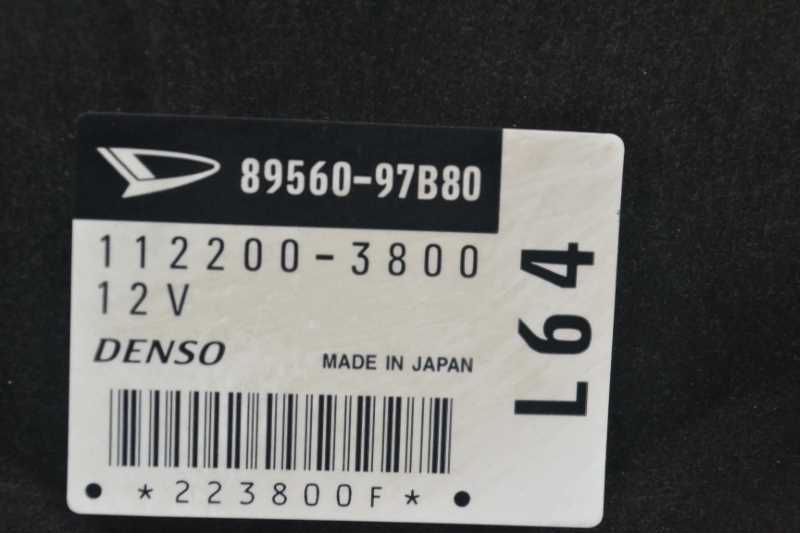 89560-97B80
112200-3800
12V
DENSO MADE IN JAPAN
*223800F*
L64